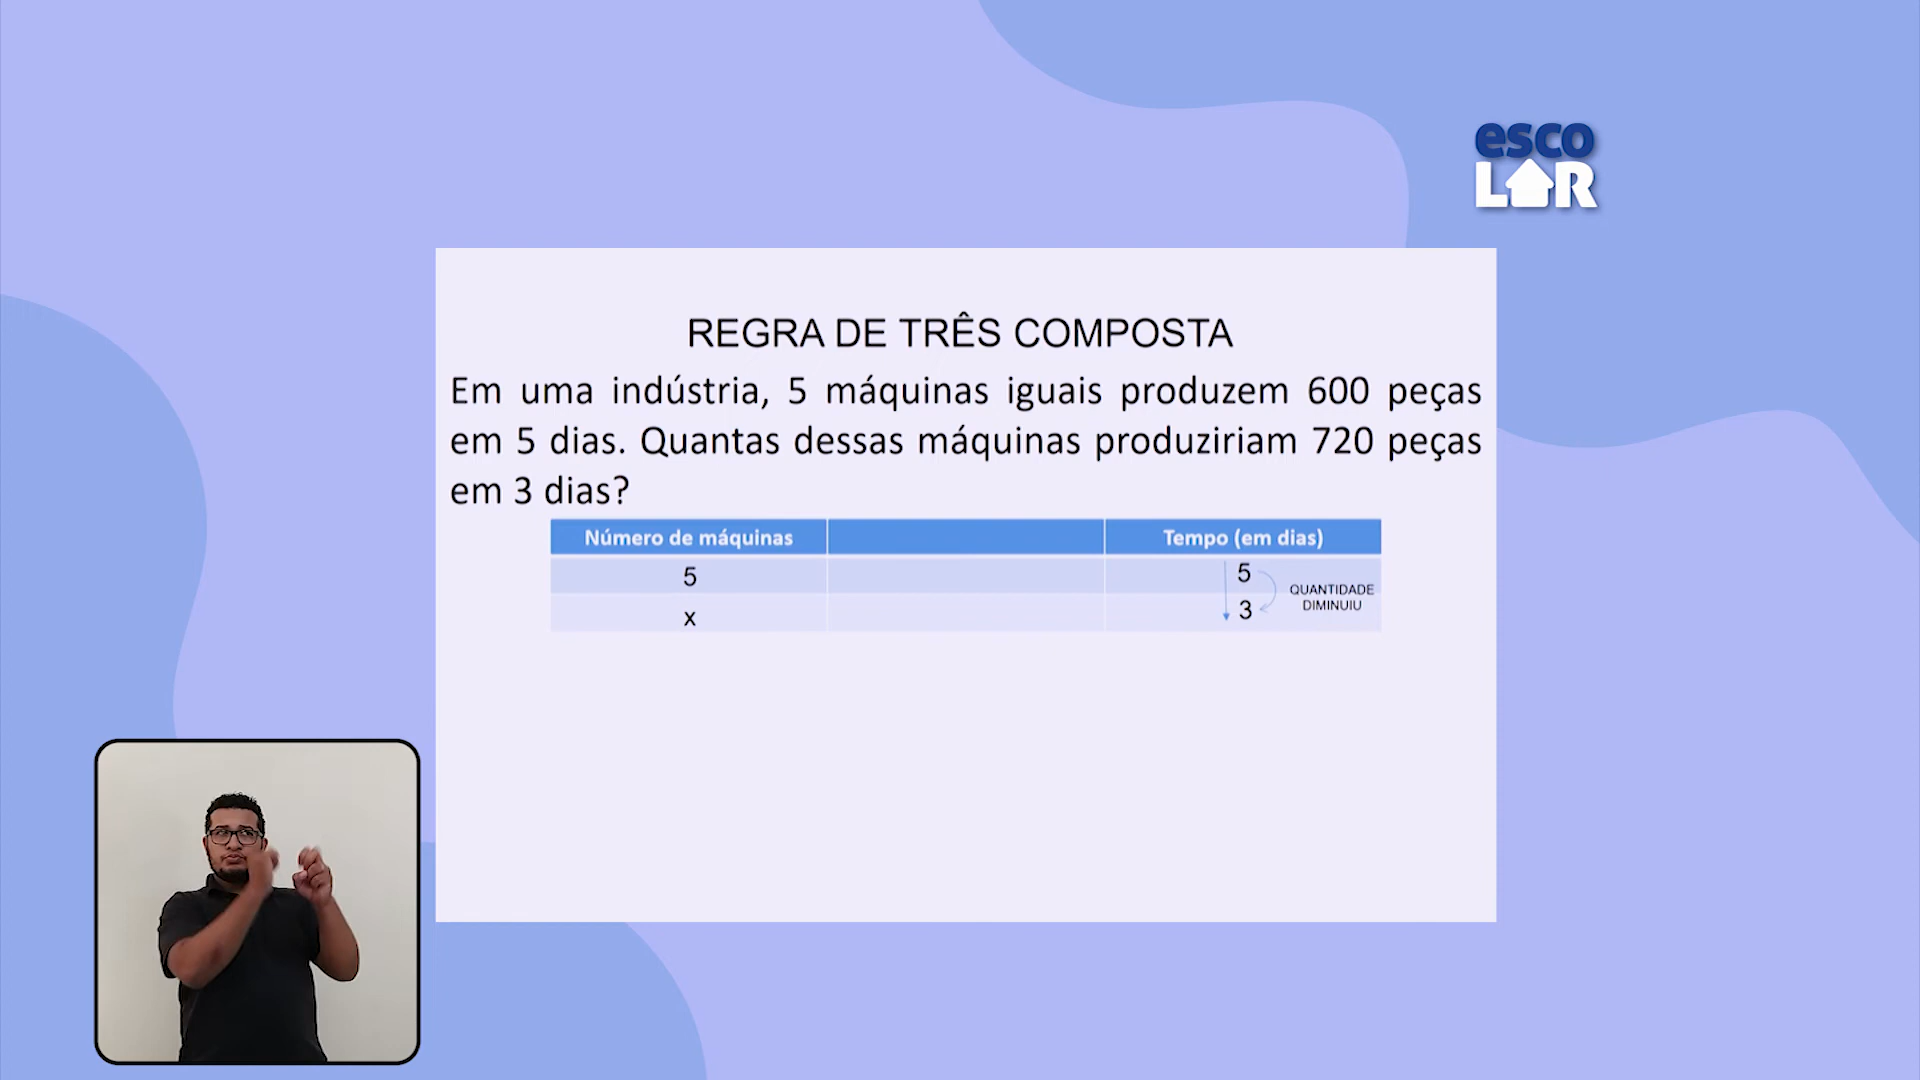 esco
LAR
REGRA DE TRÊS COMPOSTA
Em uma indústria, 5 máquinas iguais produzem 600 peças
em 5 dias. Quantas dessas máquinas produziriam 720 peças
em 3 dias?
Número de máquinas Tempo (em dias)
5 5
QUANTIDADE
DIMINUIU
x 3